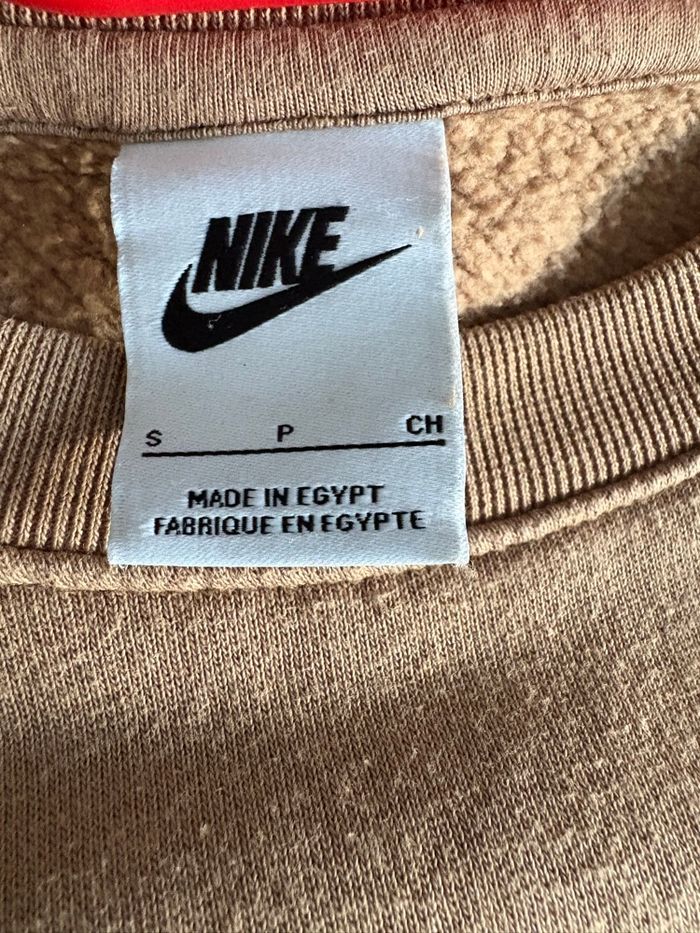 NIKE
S P CH
MADE IN EGYPT
FABRIQUE EN EGYPTE